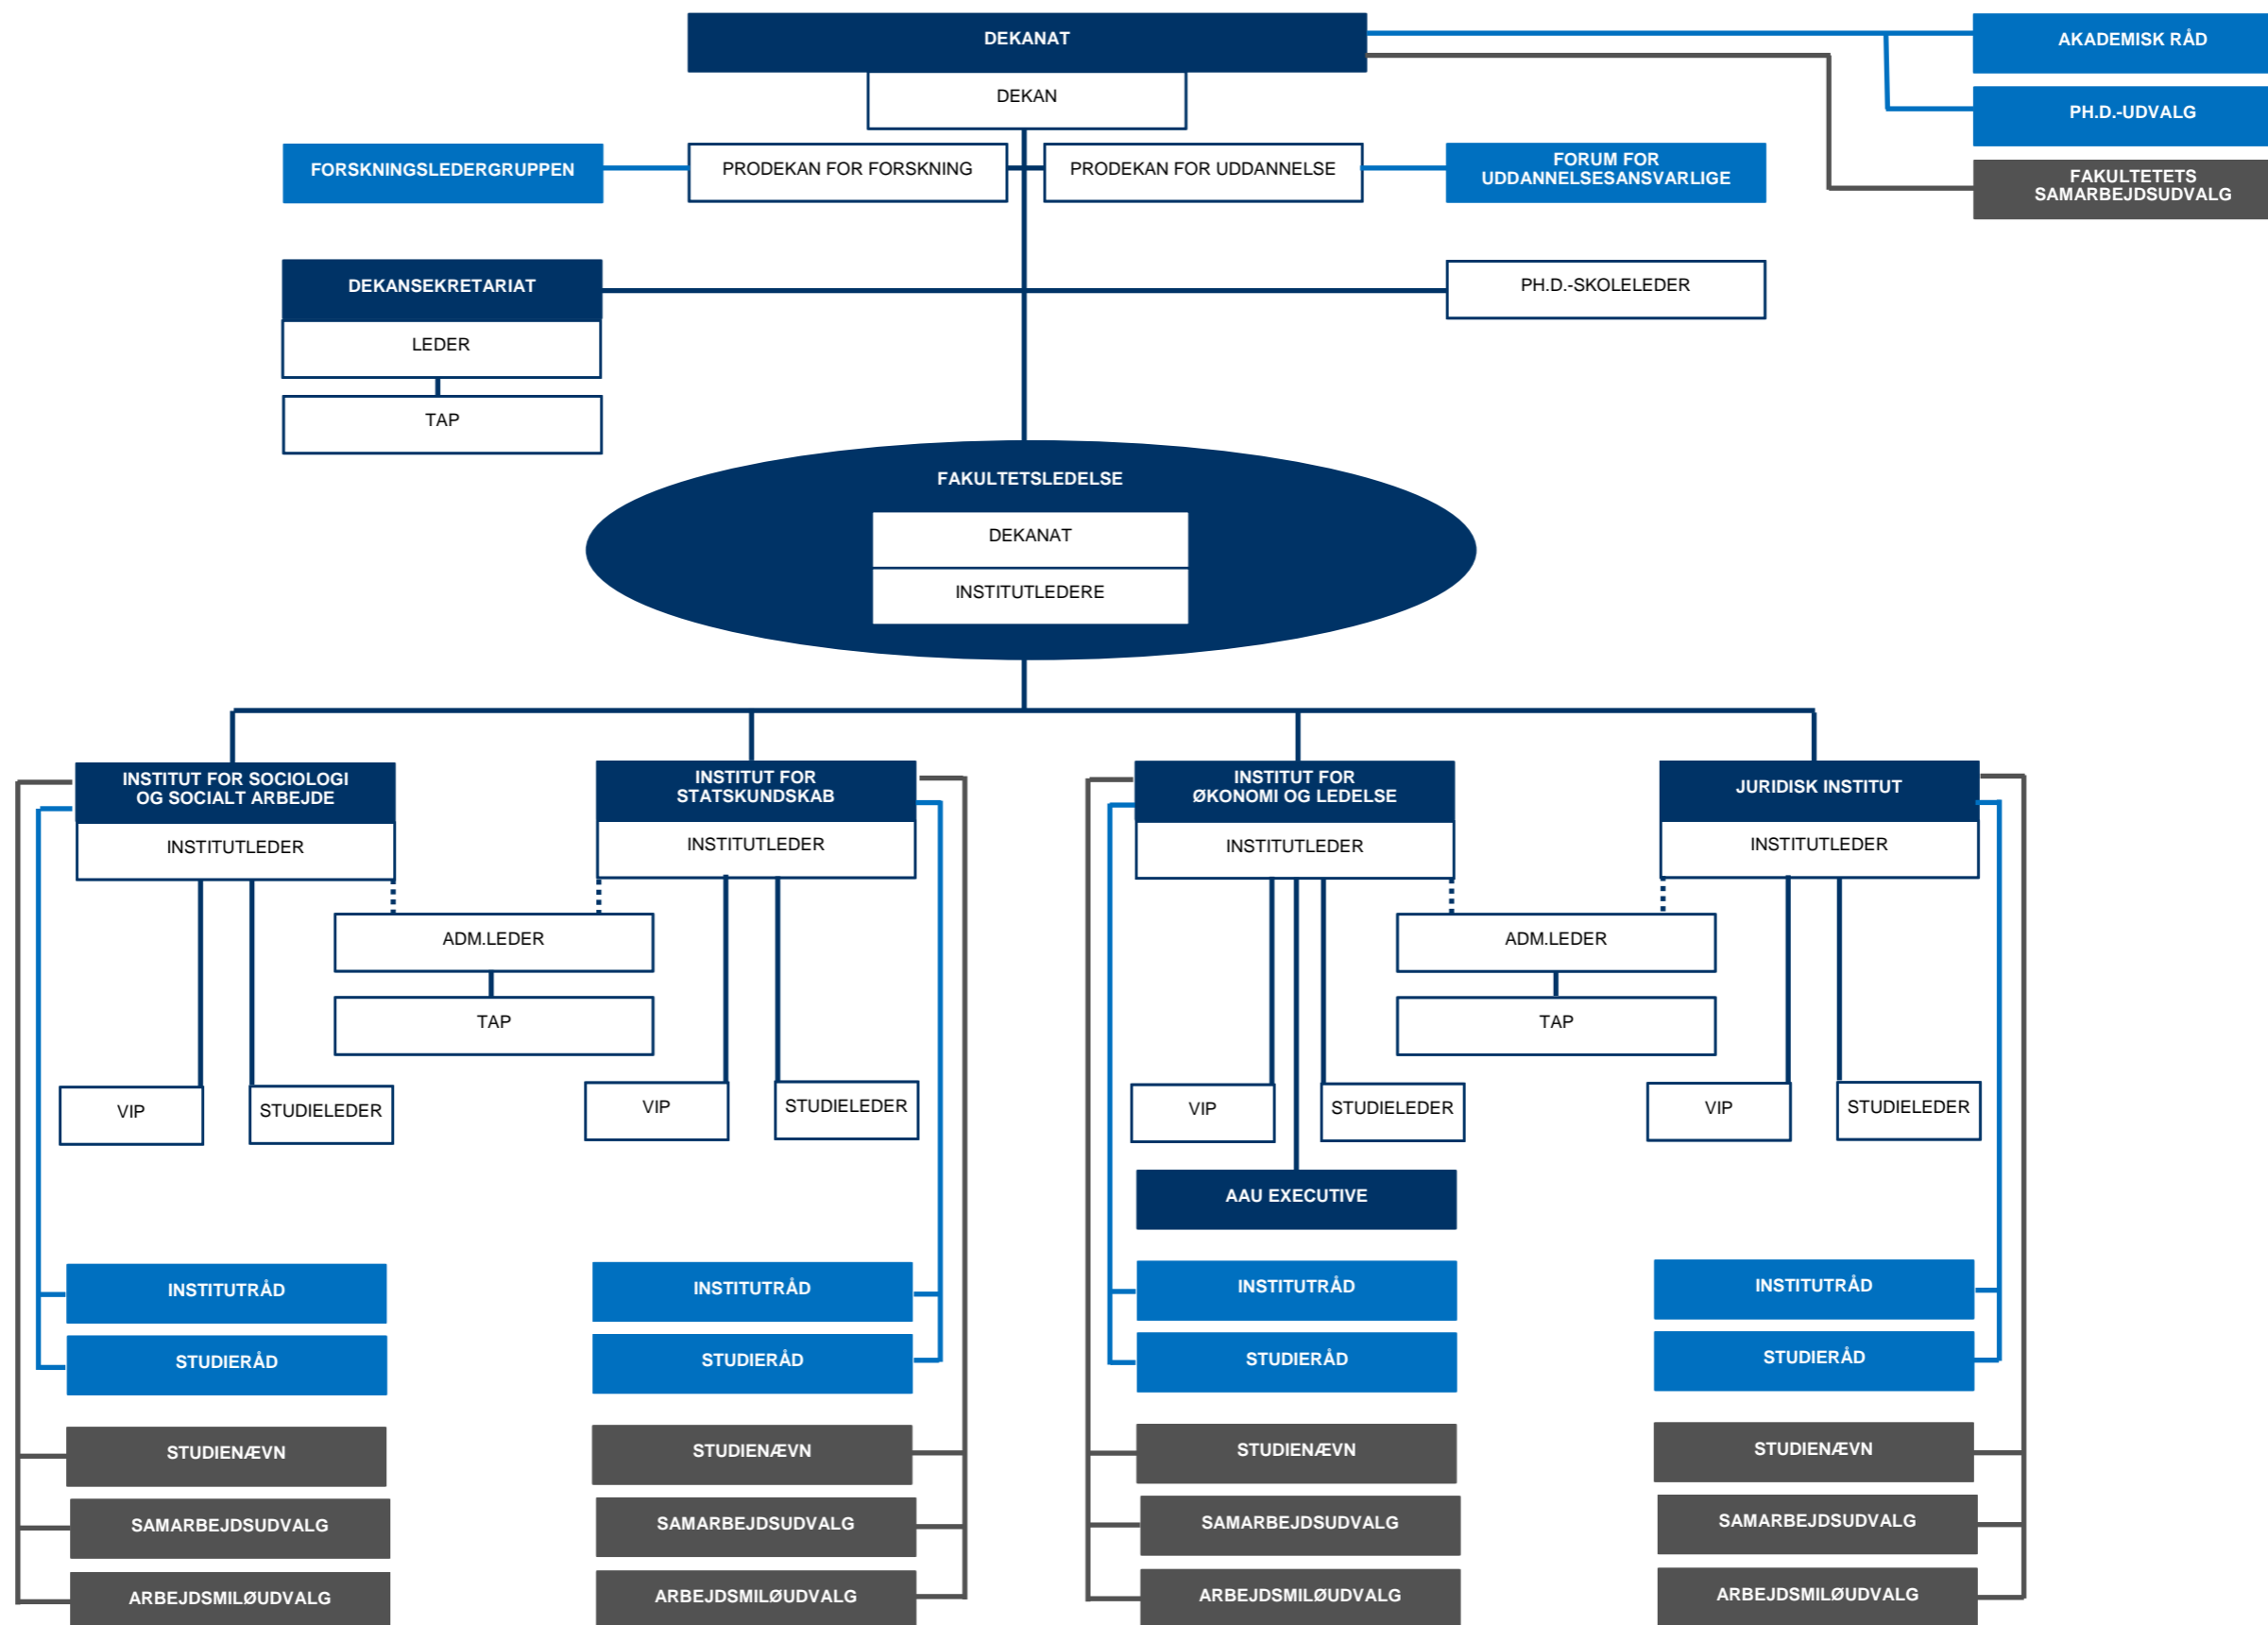 DEKANAT
DEKAN
AKADEMISK RÅD
PH.D.-UDVALG
FAKULTETETS
SAMARBEJDSUDVALG
FORSKNINGSLEDERGRUPPEN
PRODEKAN FOR FORSKNING
PRODEKAN FOR UDDANNELSE
FORUM FOR
UDDANNELSESANSVARLIGE
DEKANSEKRETARIAT
LEDER
TAP
PH.D.-SKOLELEDER
FAKULTETSLEDELSE
DEKANAT
INSTITUTLEDERE
INSTITUT FOR SOCIOLOGI
OG SOCIALT ARBEJDE
INSTITUTLEDER
INSTITUT FOR
STATSKUNDSKAB
INSTITUTLEDER
INSTITUT FOR
ØKONOMI OG LEDELSE
INSTITUTLEDER
JURIDISK INSTITUT
INSTITUTLEDER
ADM.LEDER
TAP
ADM.LEDER
TAP
VIP
STUDIELEDER
VIP
STUDIELEDER
VIP
STUDIELEDER
VIP
STUDIELEDER
AAU EXECUTIVE
INSTITUTRÅD
INSTITUTRÅD
INSTITUTRÅD
INSTITUTRÅD
STUDIERÅD
STUDIERÅD
STUDIERÅD
STUDIERÅD
STUDIENÆVN
STUDIENÆVN
STUDIENÆVN
STUDIENÆVN
SAMARBEJDSUDVALG
SAMARBEJDSUDVALG
SAMARBEJDSUDVALG
SAMARBEJDSUDVALG
ARBEJDSMILØUDVALG
ARBEJDSMILØUDVALG
ARBEJDSMILØUDVALG
ARBEJDSMILØUDVALG